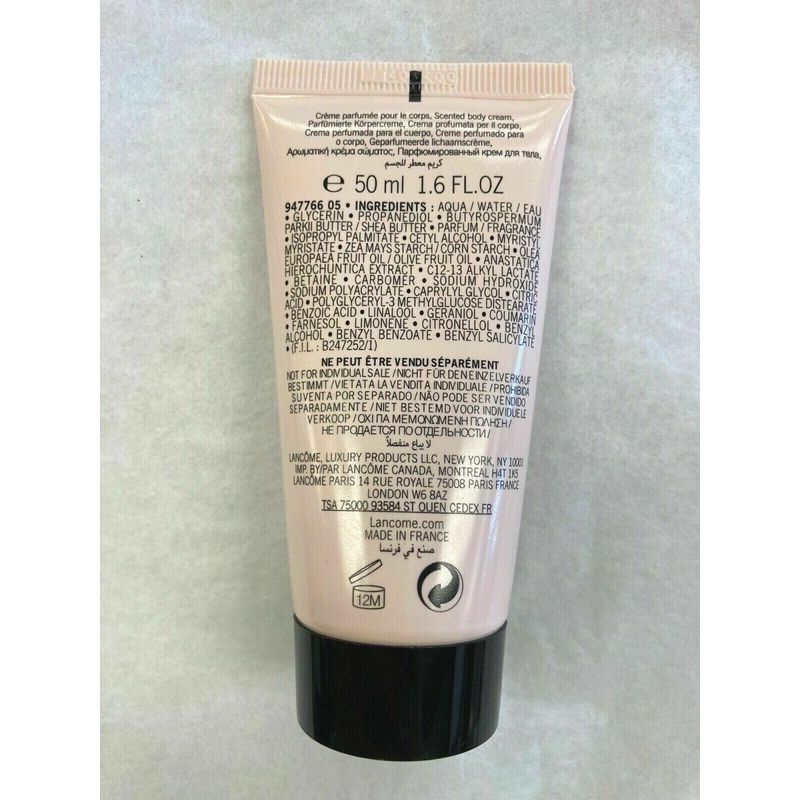 Crème parfumée pour le corps, Scented body cream,
Parfümierte Körpercreme, Crema profumata per il corpo,
Crema perfumada para el cuerpo, Creme perfumado para
o corpo, Geparfumeerde lichaamscrème,
Αρωματική κρέμα σώματος, Парфюмированный крем для тела,
كريم معطر للجسم
℮ 50 ml 1.6 FL.OZ
947766 05 • INGREDIENTS : AQUA / WATER / EAU
• GLYCERIN • PROPANEDIOL • BUTYROSPERMUM
PARKII BUTTER / SHEA BUTTER • PARFUM / FRAGRANCE
• ISOPROPYL PALMITATE • CETYL ALCOHOL • MYRISTYL
MYRISTATE • ZEA MAYS STARCH / CORN STARCH • OLEA
EUROPAEA FRUIT OIL / OLIVE FRUIT OIL • ANASTATICA
HIEROCHUNTICA EXTRACT • C12-13 ALKYL LACTATE
• BETAINE • CARBOMER • SODIUM HYDROXIDE
• SODIUM POLYACRYLATE • CAPRYLYL GLYCOL • CITRIC
ACID • POLYGLYCERYL-3 METHYLGLUCOSE DISTEARATE
• BENZOIC ACID • LINALOOL • GERANIOL • COUMARIN
• FARNESOL • LIMONENE • CITRONELLOL • BENZYL
ALCOHOL • BENZYL BENZOATE • BENZYL SALICYLATE
• (F.I.L. : B247252/1)
NE PEUT ÊTRE VENDU SÉPARÉMENT
NOT FOR INDIVIDUAL SALE / NICHT FÜR DEN EINZELVERKAUF
BESTIMMT / VIETATA LA VENDITA INDIVIDUALE / PROHIBIDA
SU VENTA POR SEPARADO / NÃO PODE SER VENDIDO
SEPARADAMENTE / NIET BESTEMD VOOR INDIVIDUELE
VERKOOP / ΟΧΙ ΓΙΑ ΜΕΜΟΝΩΜΕΝΗ ΠΩΛΗΣΗ /
НЕ ПРОДАЕТСЯ ПО ОТДЕЛЬНОСТИ /
لا يباع منفصلاً
LANCÔME, LUXURY PRODUCTS LLC, NEW YORK, NY 10001
IMP. BY/PAR LANCÔME CANADA, MONTREAL H4T 1K5
LANCÔME PARIS 14 RUE ROYALE 75008 PARIS FRANCE
LONDON W6 8AZ
TSA 75000 93584 ST OUEN CEDEX FR
Lancome.com
MADE IN FRANCE
صنع في فرنسا
12M